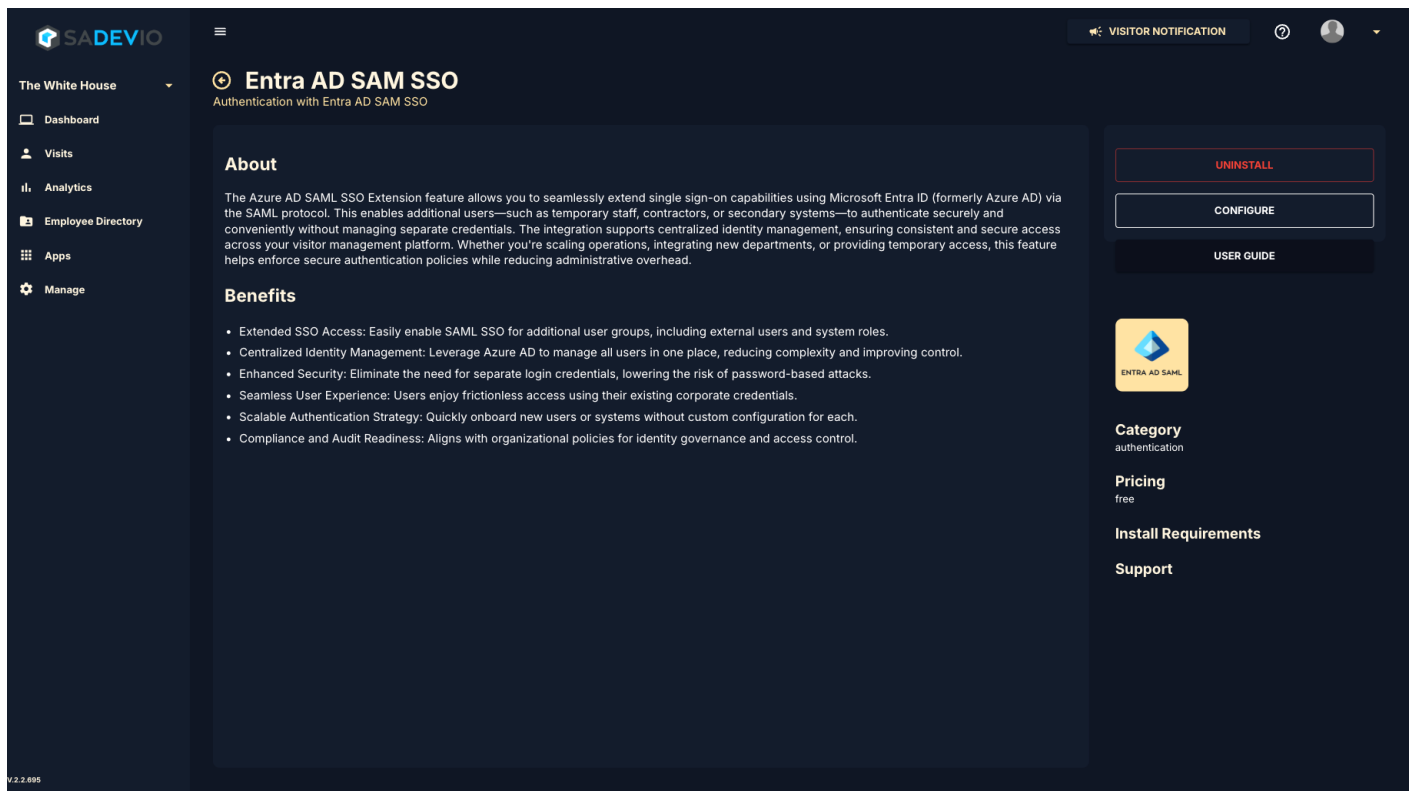 SADEVIO
VISITOR NOTIFICATION
The White House
Dashboard
Visits
Analytics
Employee Directory
Apps
Manage
V.2.2.695
Entra AD SAM SSO
Authentication with Entra AD SAM SSO
About
The Azure AD SAML SSO Extension feature allows you to seamlessly extend single sign-on capabilities using Microsoft Entra ID (formerly Azure AD) via
the SAML protocol. This enables additional users—such as temporary staff, contractors, or secondary systems—to authenticate securely and
conveniently without managing separate credentials. The integration supports centralized identity management, ensuring consistent and secure access
across your visitor management platform. Whether you're scaling operations, integrating new departments, or providing temporary access, this feature
helps enforce secure authentication policies while reducing administrative overhead.
Benefits
• Extended SSO Access: Easily enable SAML SSO for additional user groups, including external users and system roles.
• Centralized Identity Management: Leverage Azure AD to manage all users in one place, reducing complexity and improving control.
• Enhanced Security: Eliminate the need for separate login credentials, lowering the risk of password-based attacks.
• Seamless User Experience: Users enjoy frictionless access using their existing corporate credentials.
• Scalable Authentication Strategy: Quickly onboard new users or systems without custom configuration for each.
• Compliance and Audit Readiness: Aligns with organizational policies for identity governance and access control.
UNINSTALL
CONFIGURE
USER GUIDE
ENTRA AD SAML
Category
authentication
Pricing
free
Install Requirements
Support